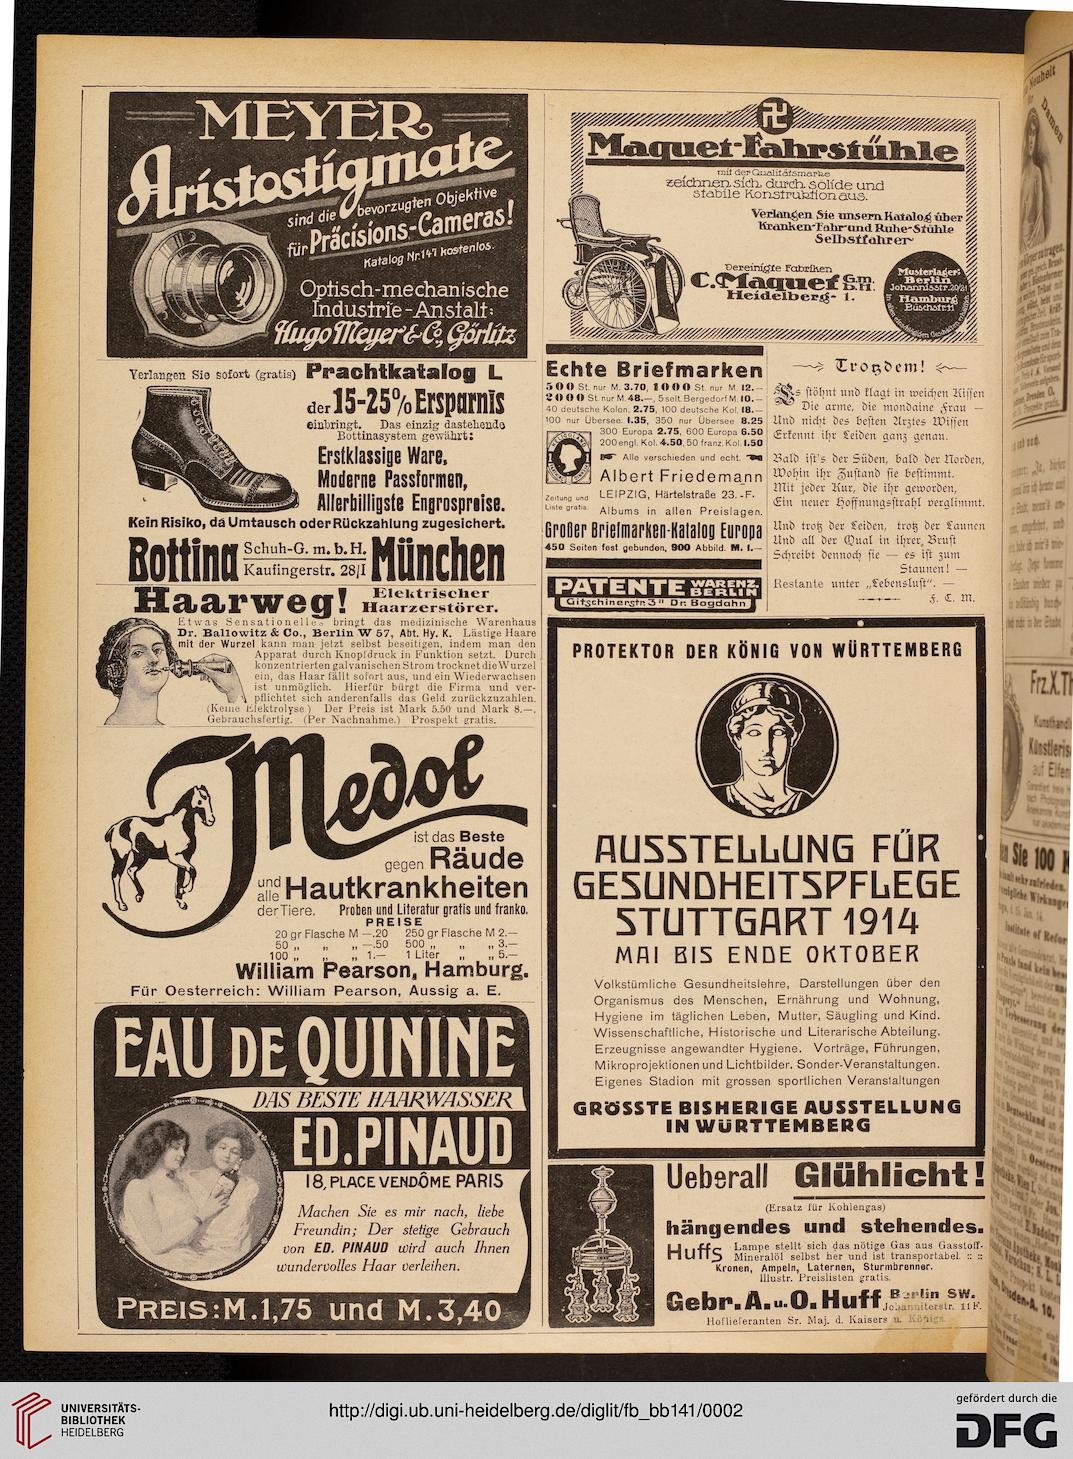 MEYER
Aristostigmate
sind die bevorzugten Objektive
für Präcisions-Cameras!
Katalog Nr.147 kostenlos.
Optisch-mechanische
Industrie-Anstalt:
Hugo Meyer & Co., Görlitz
Verlangen Sie sofort (gratis) Prachtkatalog L
der 15-25% Ersparnis
einbringt. Das einzig dastehende
Bottinasystem gewährt:
Erstklassige Ware,
Moderne Passformen,
Allerbilligste Engrospreise.
Kein Risiko, da Umtausch oder Rückzahlung zugesichert.
Bottina Schuh-G. m. b. H. München
Kaufingerstr. 28/I
Haarweg! Elektrischer
Haarzerstörer.
Etwas Sensationelles bringt das medizinische Warenhaus
Dr. Ballowitz & Co., Berlin W 57, Abt. Hy. K. Lästige Haare
mit der Wurzel kann man jetzt selbst beseitigen, indem man den
Apparat durch Knopfdruck in Funktion setzt. Durch
konzentrierten galvanischen Strom trocknet die Wurzel
ein, das Haar fällt sofort aus, und ein Wiederwachsen
ist unmöglich. Hierfür bürgt die Firma und ver-
pflichtet sich anderenfalls das Geld zurückzuzahlen.
(Keine Elektrolyse.) Der Preis ist Mark 5.50 und Mark 8.—.
Gebrauchsfertig. (Per Nachnahme.) Prospekt gratis.
Medol
ist das Beste
gegen Räude
und alle Hautkrankheiten
der Tiere. Proben und Literatur gratis und franko.
PREISE
20 gr Flasche M —.20 250 gr Flasche M 2.—
50 „ „ „ —.50 500 „ „ „ 3.—
100 „ „ „ 1.— 1 Liter „ „ 5.—
William Pearson, Hamburg.
Für Oesterreich: William Pearson, Aussig a. E.
EAU DE QUININE
DAS BESTE HAARWASSER
ED. PINAUD
18, PLACE VENDÔME PARIS
Machen Sie es mir nach, liebe
Freundin; Der stetige Gebrauch
von ED. PINAUD wird auch Ihnen
wundervolles Haar verleihen.
PREIS: M. 1,75 und M. 3,40
Maquet-Fahrstühle
mit der Qualitätsmarke
zeichnen sich durch solide und
stabile Konstruktion aus.
Verlangen Sie unsern Katalog über
Kranken-Fahr- und Ruhe-Stühle
Selbstfahrer
Vereinigte Fabriken
C. Maquet G.m.b.H.
Heidelberg- 1.
Musterlager:
Berlin
Johannisstr. 20/21
Hamburg
Büschstr. 11
Echte Briefmarken
500 St. nur M. 3.70, 1000 St. nur M. 12.—
2000 St. nur M. 48.—, 5 selt. Bergedorf M. 10.—
40 deutsche Kolon. 2.75, 100 deutsche Kol. 18.—
100 nur Übersee. 1.35, 350 nur Übersee 8.25
300 Europa 2.75, 600 Europa 6.50
200 engl. Kol. 4.50, 50 franz. Kol. 1.50
Alle verschieden und echt.
Albert Friedemann
Zeitung und
Liste gratis.
LEIPZIG, Härtelstraße 23.-F.
Albums in allen Preislagen.
Großer Briefmarken-Katalog Europa
450 Seiten fest gebunden, 900 Abbild. M. 1.—
PATENTE WARENZ.
BERLIN
Gitschinerstr. 3 Dr. Bogdahn
Trotzdem!
Es stöhnt und klagt in weichen Kissen
Die arme, die mondaine Frau —
Und nicht des besten Arztes Wissen
Erkennt ihr Leiden ganz genau.
Bald ist's der Süden, bald der Norden,
Wohin ihr Zustand sie bestimmt.
Mit jeder Kur, die ihr geworden,
Ein neuer Hoffnungsstrahl verglimmt.
Und trotz der Leiden, trotz der Launen
Und all der Qual in ihrer Brust
Schreibt dennoch sie — es ist zum
Staunen! —
Restante unter „Lebenslust“. —
F. C. M.
PROTEKTOR DER KÖNIG VON WÜRTTEMBERG
AUSSTELLUNG FÜR
GESUNDHEITSPFLEGE
STUTTGART 1914
MAI BIS ENDE OKTOBER
Volkstümliche Gesundheitslehre, Darstellungen über den
Organismus des Menschen, Ernährung und Wohnung,
Hygiene im täglichen Leben, Mutter, Säugling und Kind.
Wissenschaftliche, Historische und Literarische Abteilung,
Erzeugnisse angewandter Hygiene. Vorträge, Führungen,
Mikroprojektionen und Lichtbilder. Sonder-Veranstaltungen.
Eigenes Stadion mit grossen sportlichen Veranstaltungen
GRÖSSTE BISHERIGE AUSSTELLUNG
IN WÜRTTEMBERG
Ueberall Glühlicht!
(Ersatz für Kohlengas)
hängendes und stehendes.
Huffs Lampe stellt sich das nötige Gas aus Gasstoff-
Mineralöl selbst her und ist transportabel. :: ::
Kronen, Ampeln, Laternen, Sturmbrenner.
Illustr. Preislisten gratis.
Gebr. A. u. O. Huff, Berlin SW.
Johanniterstr. 11 F.
Hoflieferanten Sr. Maj. d. Kaisers u. Königs.
Neuheit
Damen
Frz.X.Th
Kunsthandl
Sie 100
UNIVERSITÄTS-
BIBLIOTHEK
HEIDELBERG
http://digi.ub.uni-heidelberg.de/diglit/fb_bb141/0002
gefördert durch die
DFG